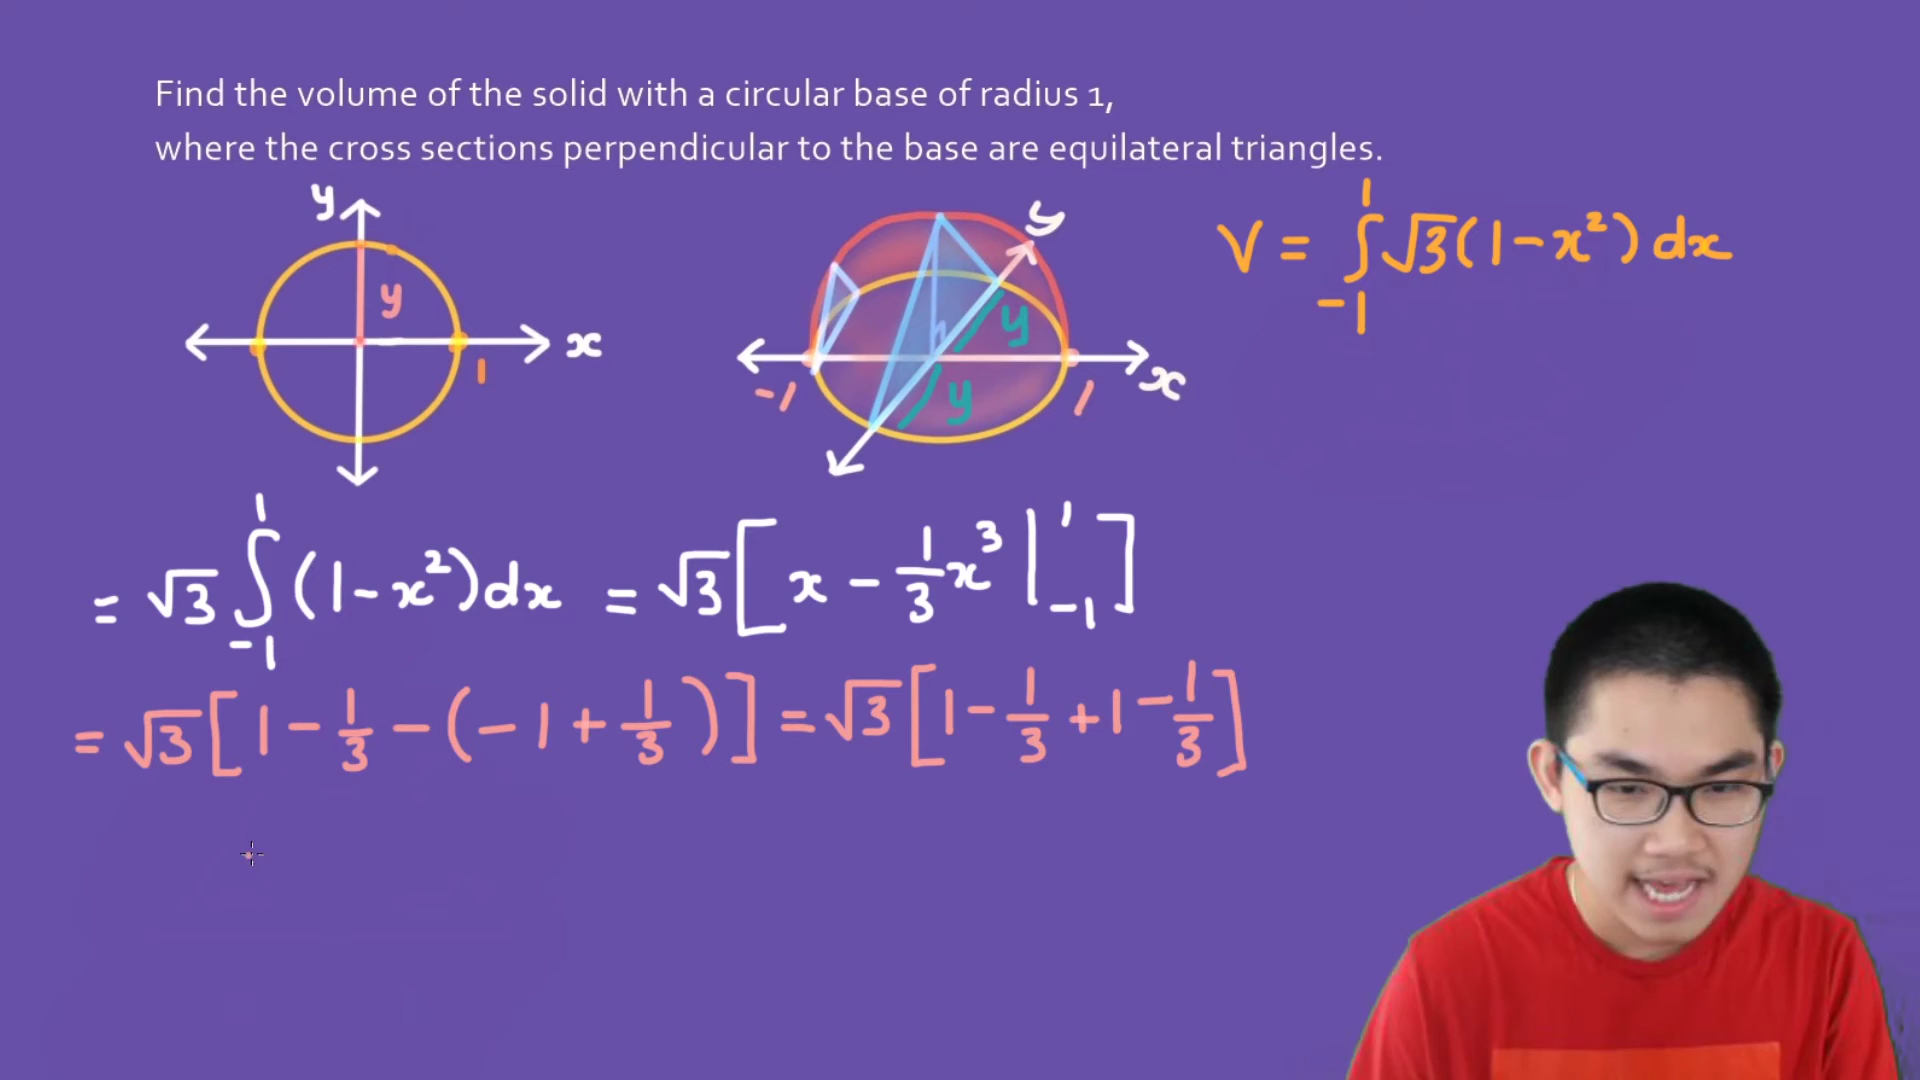 Find the volume of the solid with a circular base of radius 1,
where the cross sections perpendicular to the base are equilateral triangles.
y
y
x
1
y
h
y
y
-1
1
x
V = ∫_{-1}^{1} √3(1-x²) dx
= √3 ∫_{-1}^{1} (1-x²)dx = √3[x - 1/3 x³ |_{-1}^{1}]
= √3[1 - 1/3 - (-1 + 1/3)] = √3[1 - 1/3 + 1 - 1/3]